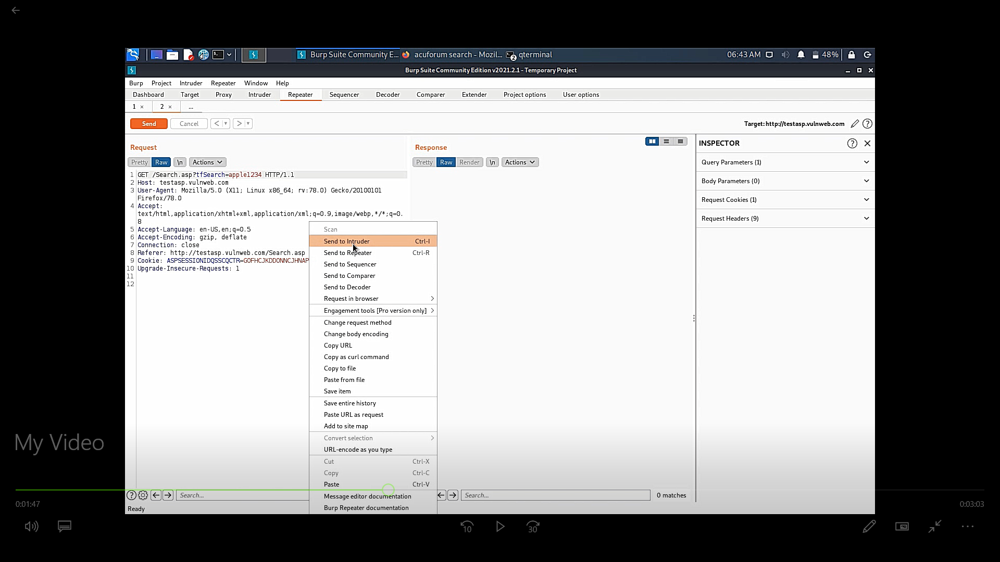 Burp Suite Community E...
acuforum search - Mozil...
2
qterminal
06:43 AM
48%
Burp Suite Community Edition v2021.2.1 - Temporary Project
Burp Project Intruder Repeater Window Help
Dashboard Target Proxy Intruder Repeater Sequencer Decoder Comparer Extender Project options User options
1 × 2 × ...
Send Cancel < >
Target: http://testasp.vulnweb.com
Request
Pretty Raw \n Actions
1 GET /Search.asp?tfSearch=apple1234 HTTP/1.1
2 Host: testasp.vulnweb.com
3 User-Agent: Mozilla/5.0 (X11; Linux x86_64; rv:78.0) Gecko/20100101
Firefox/78.0
4 Accept:
text/html,application/xhtml+xml,application/xml;q=0.9,image/webp,*/*;q=0.
8
5 Accept-Language: en-US,en;q=0.5
6 Accept-Encoding: gzip, deflate
7 Connection: close
8 Referer: http://testasp.vulnweb.com/Search.asp
9 Cookie: ASPSESSIONIDQSSCQCTR=GOFHCJKDDONNCJHNAP
10 Upgrade-Insecure-Requests: 1
11
12
Scan
Send to Intruder Ctrl-I
Send to Repeater Ctrl-R
Send to Sequencer
Send to Comparer
Send to Decoder
Request in browser
Engagement tools [Pro version only]
Change request method
Change body encoding
Copy URL
Copy as curl command
Copy to file
Paste from file
Save item
Save entire history
Paste URL as request
Add to site map
Convert selection
URL-encode as you type
Cut Ctrl-X
Copy Ctrl-C
Paste Ctrl-V
Message editor documentation
Burp Repeater documentation
Response
Pretty Raw Render \n Actions
INSPECTOR
Query Parameters (1)
Body Parameters (0)
Request Cookies (1)
Request Headers (9)
Search...
Search...
0 matches
Ready
My Video
0:01:47
0:03:03
10
30